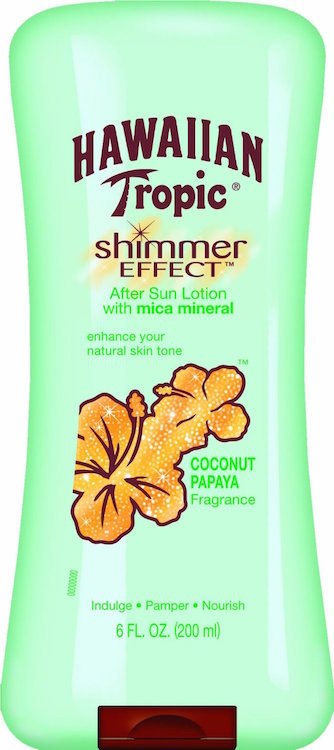 HAWAIIAN
Tropic®
shimmer
EFFECT™
After Sun Lotion
with mica mineral
enhance your
natural skin tone
™
COCONUT
PAPAYA
Fragrance
00000000
Indulge • Pamper • Nourish
6 FL. OZ. (200 ml)